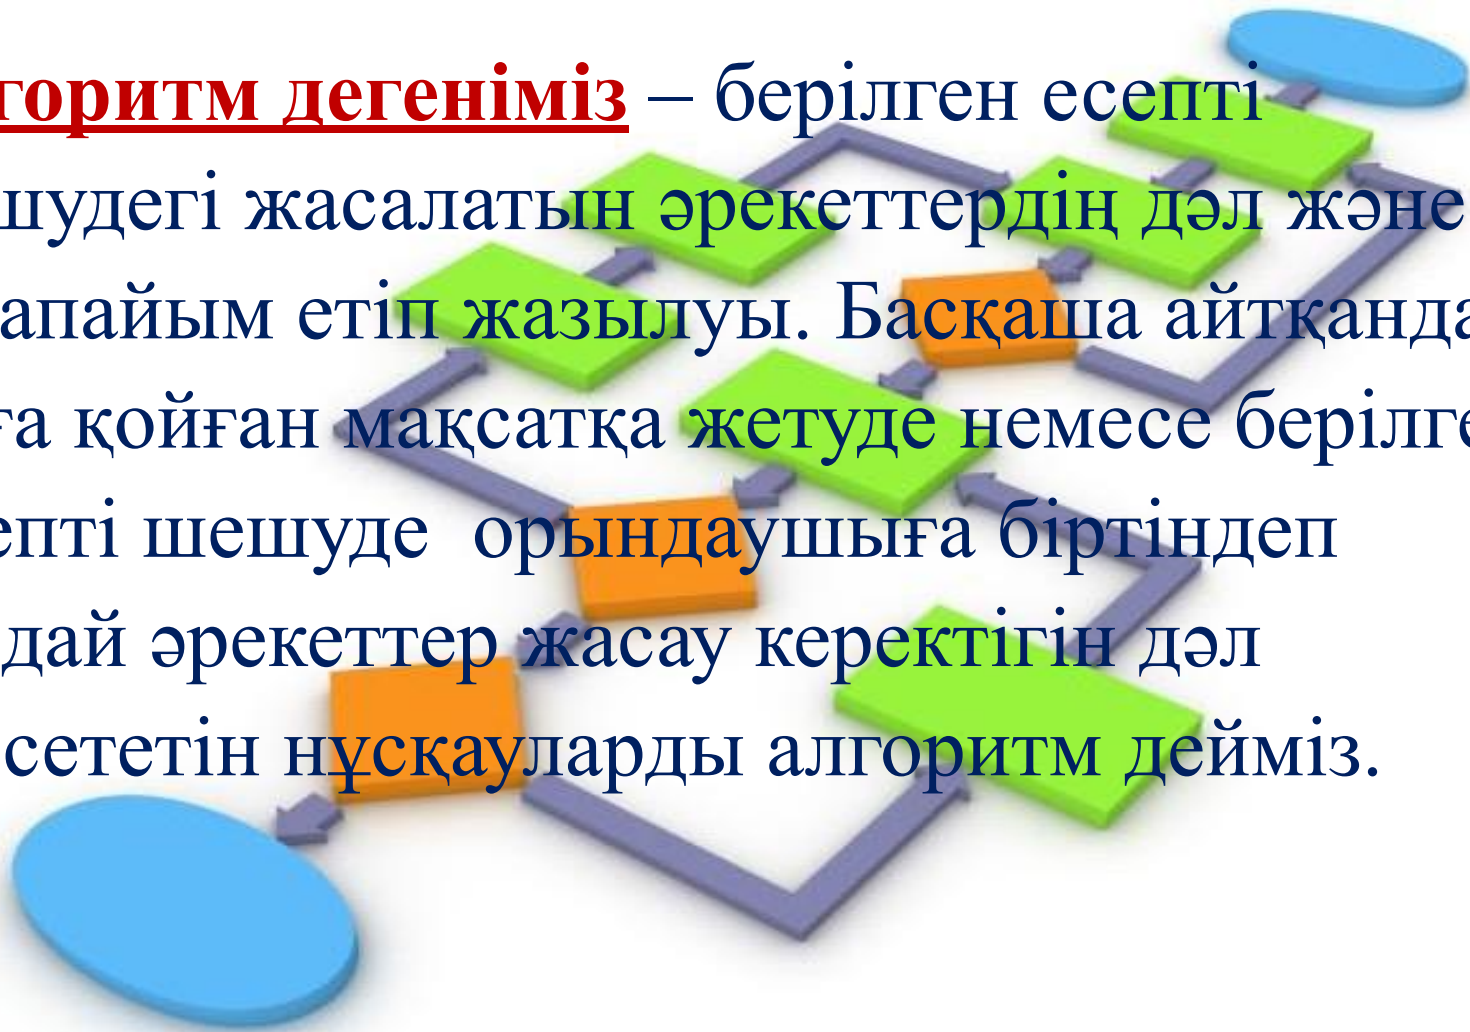 горитм дегеніміз – берілген есепті
шудегі жасалатын әрекеттердің дәл және
апайым етіп жазылуы. Басқаша айтқанда
ға қойған мақсатқа жетуде немесе берілге
епті шешуде орындаушыға біртіндеп
дай әрекеттер жасау керектігін дәл
сететін нұсқауларды алгоритм дейміз.